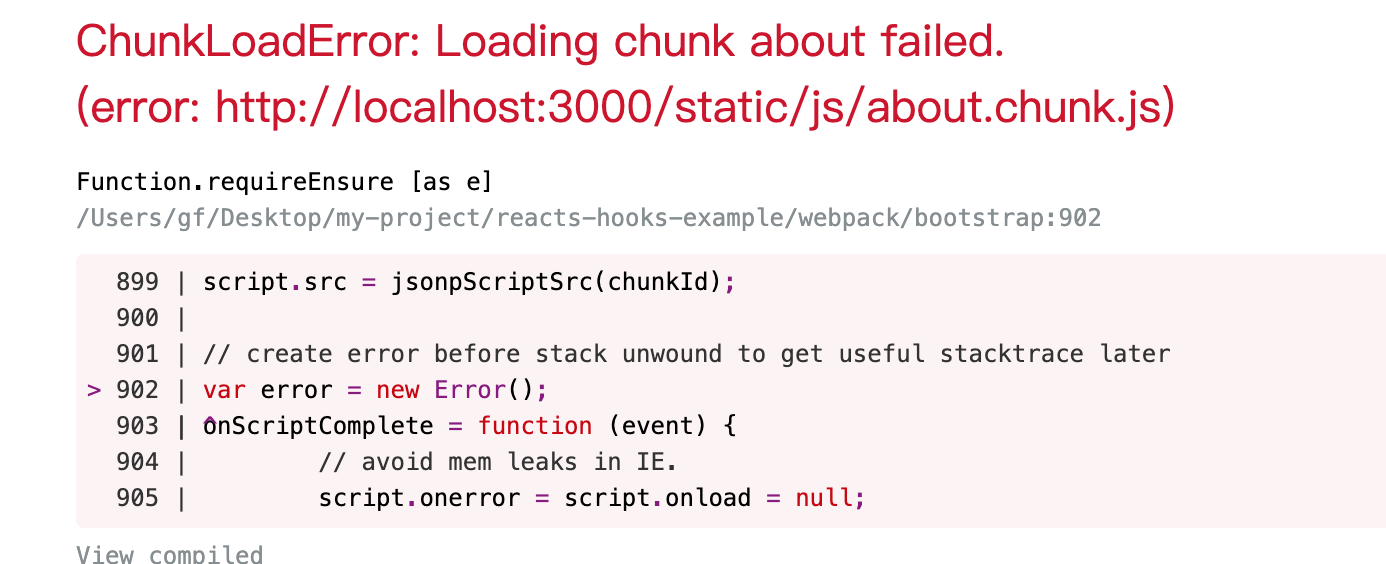 ChunkLoadError: Loading chunk about failed.
(error: http://localhost:3000/static/js/about.chunk.js)
Function.requireEnsure [as e]
/Users/gf/Desktop/my-project/reacts-hooks-example/webpack/bootstrap:902
899 | script.src = jsonpScriptSrc(chunkId);
900 |
901 | // create error before stack unwound to get useful stacktrace later
> 902 | var error = new Error();
903 | onScriptComplete = function (event) {
904 |         // avoid mem leaks in IE.
905 |         script.onerror = script.onload = null;
View compiled